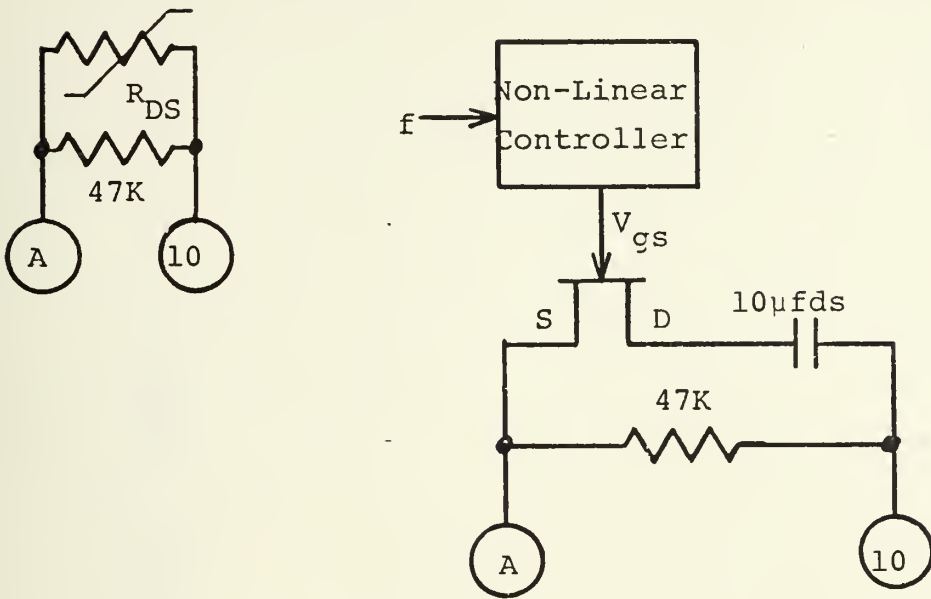 R_DS
47K
A
10
Non-Linear
Controller
f
V_gs
S
D
10μfds
47K
A
10